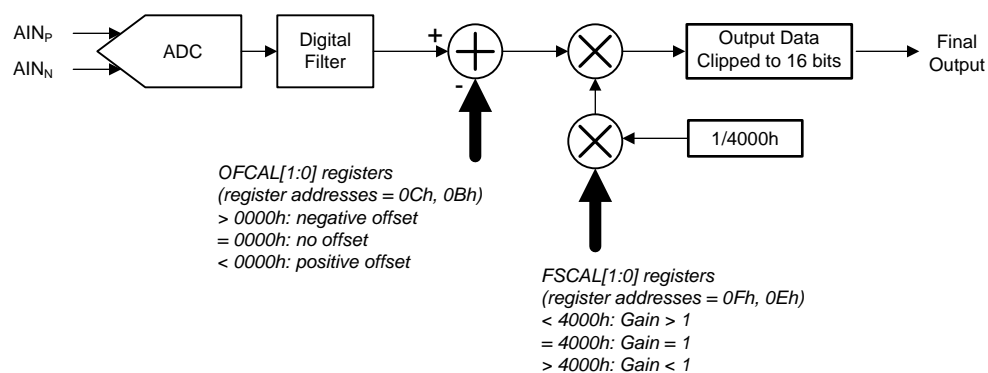 AINP
AINN
ADC
Digital
Filter
+
-
Output Data
Clipped to 16 bits
Final
Output
1/4000h
OFCAL[1:0] registers
(register addresses = 0Ch, 0Bh)
> 0000h: negative offset
= 0000h: no offset
< 0000h: positive offset
FSCAL[1:0] registers
(register addresses = 0Fh, 0Eh)
< 4000h: Gain > 1
= 4000h: Gain = 1
> 4000h: Gain < 1